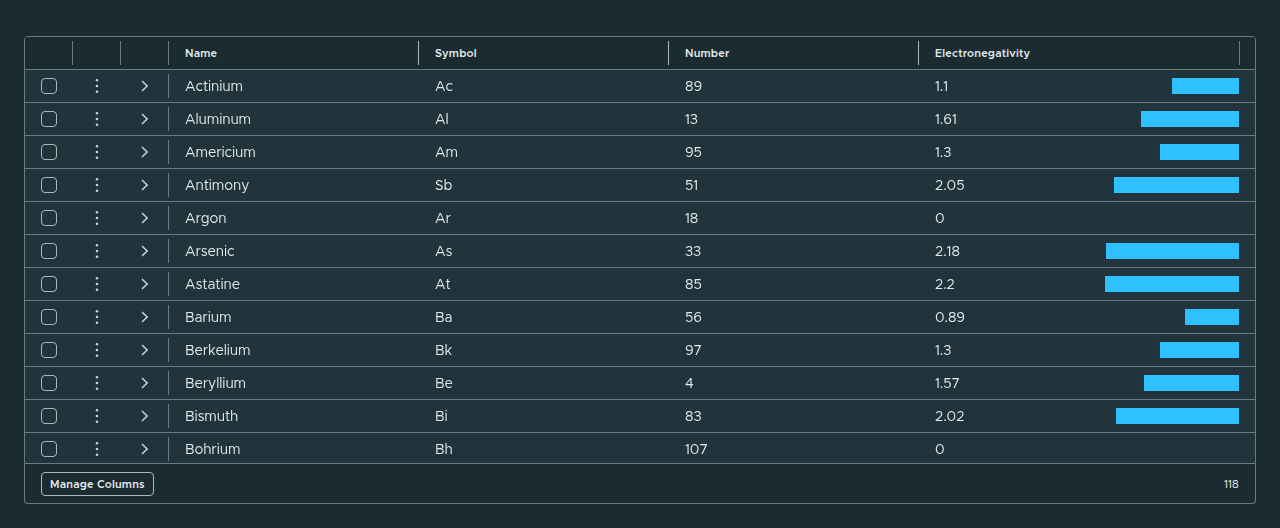 Name Symbol Number Electronegativity
Actinium Ac 89 1.1
Aluminum Al 13 1.61
Americium Am 95 1.3
Antimony Sb 51 2.05
Argon Ar 18 0
Arsenic As 33 2.18
Astatine At 85 2.2
Barium Ba 56 0.89
Berkelium Bk 97 1.3
Beryllium Be 4 1.57
Bismuth Bi 83 2.02
Bohrium Bh 107 0
Manage Columns 118